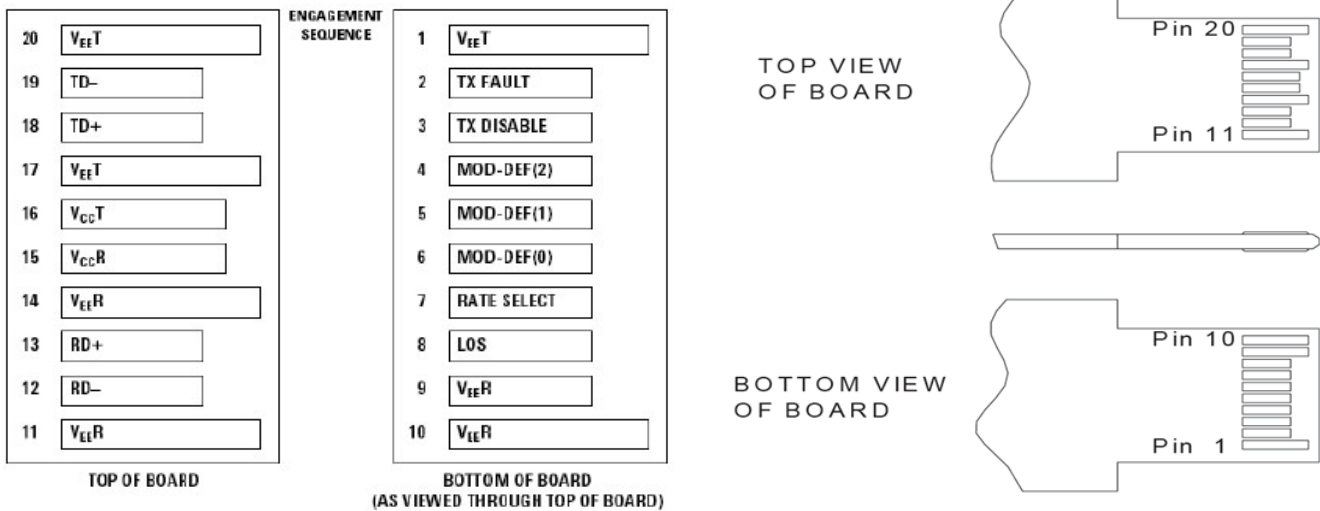 ENGAGEMENT
SEQUENCE
20 VEET
19 TD–
18 TD+
17 VEET
16 VCCT
15 VCCR
14 VEER
13 RD+
12 RD–
11 VEER
TOP OF BOARD
1 VEET
2 TX FAULT
3 TX DISABLE
4 MOD-DEF(2)
5 MOD-DEF(1)
6 MOD-DEF(0)
7 RATE SELECT
8 LOS
9 VEER
10 VEER
BOTTOM OF BOARD
(AS VIEWED THROUGH TOP OF BOARD)
TOP VIEW
OF BOARD
Pin 20
Pin 11
BOTTOM VIEW
OF BOARD
Pin 10
Pin 1